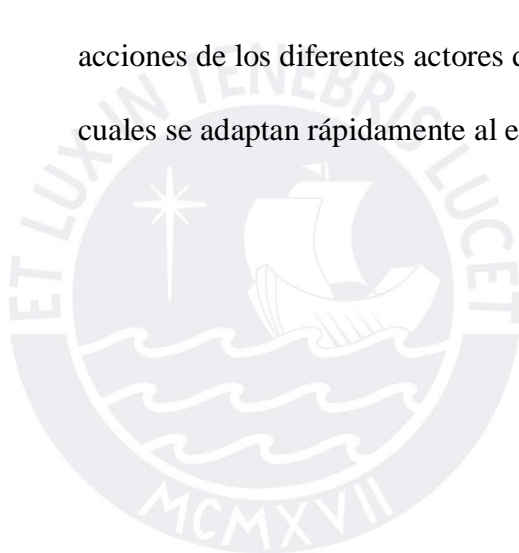 acciones de los diferentes actores
cuales se adaptan rápidamente al
ET LUX IN TENEBRIS LUCET
MCMXVII